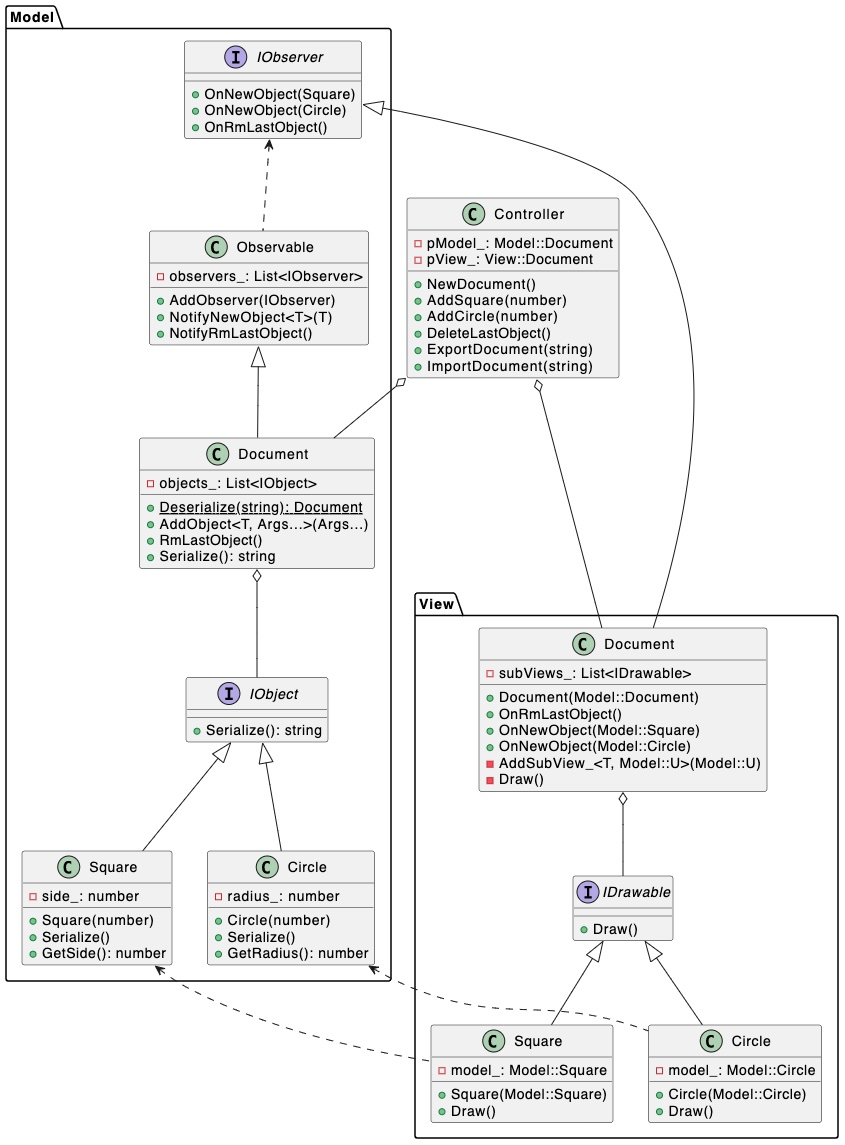 Model
I IObserver
OnNewObject(Square)
OnNewObject(Circle)
OnRmLastObject()
C Observable
observers_: List<IObserver>
AddObserver(IObserver)
NotifyNewObject<T>(T)
NotifyRmLastObject()
C Controller
pModel_: Model::Document
pView_: View::Document
NewDocument()
AddSquare(number)
AddCircle(number)
DeleteLastObject()
ExportDocument(string)
ImportDocument(string)
C Document
objects_: List<IObject>
Deserialize(string): Document
AddObject<T, Args...>(Args...)
RmLastObject()
Serialize(): string
I IObject
Serialize(): string
C Square
side_: number
Square(number)
Serialize()
GetSide(): number
C Circle
radius_: number
Circle(number)
Serialize()
GetRadius(): number
View
C Document
subViews_: List<IDrawable>
Document(Model::Document)
OnRmLastObject()
OnNewObject(Model::Square)
OnNewObject(Model::Circle)
AddSubView_<T, Model::U>(Model::U)
Draw()
I IDrawable
Draw()
C Square
model_: Model::Square
Square(Model::Square)
Draw()
C Circle
model_: Model::Circle
Circle(Model::Circle)
Draw()